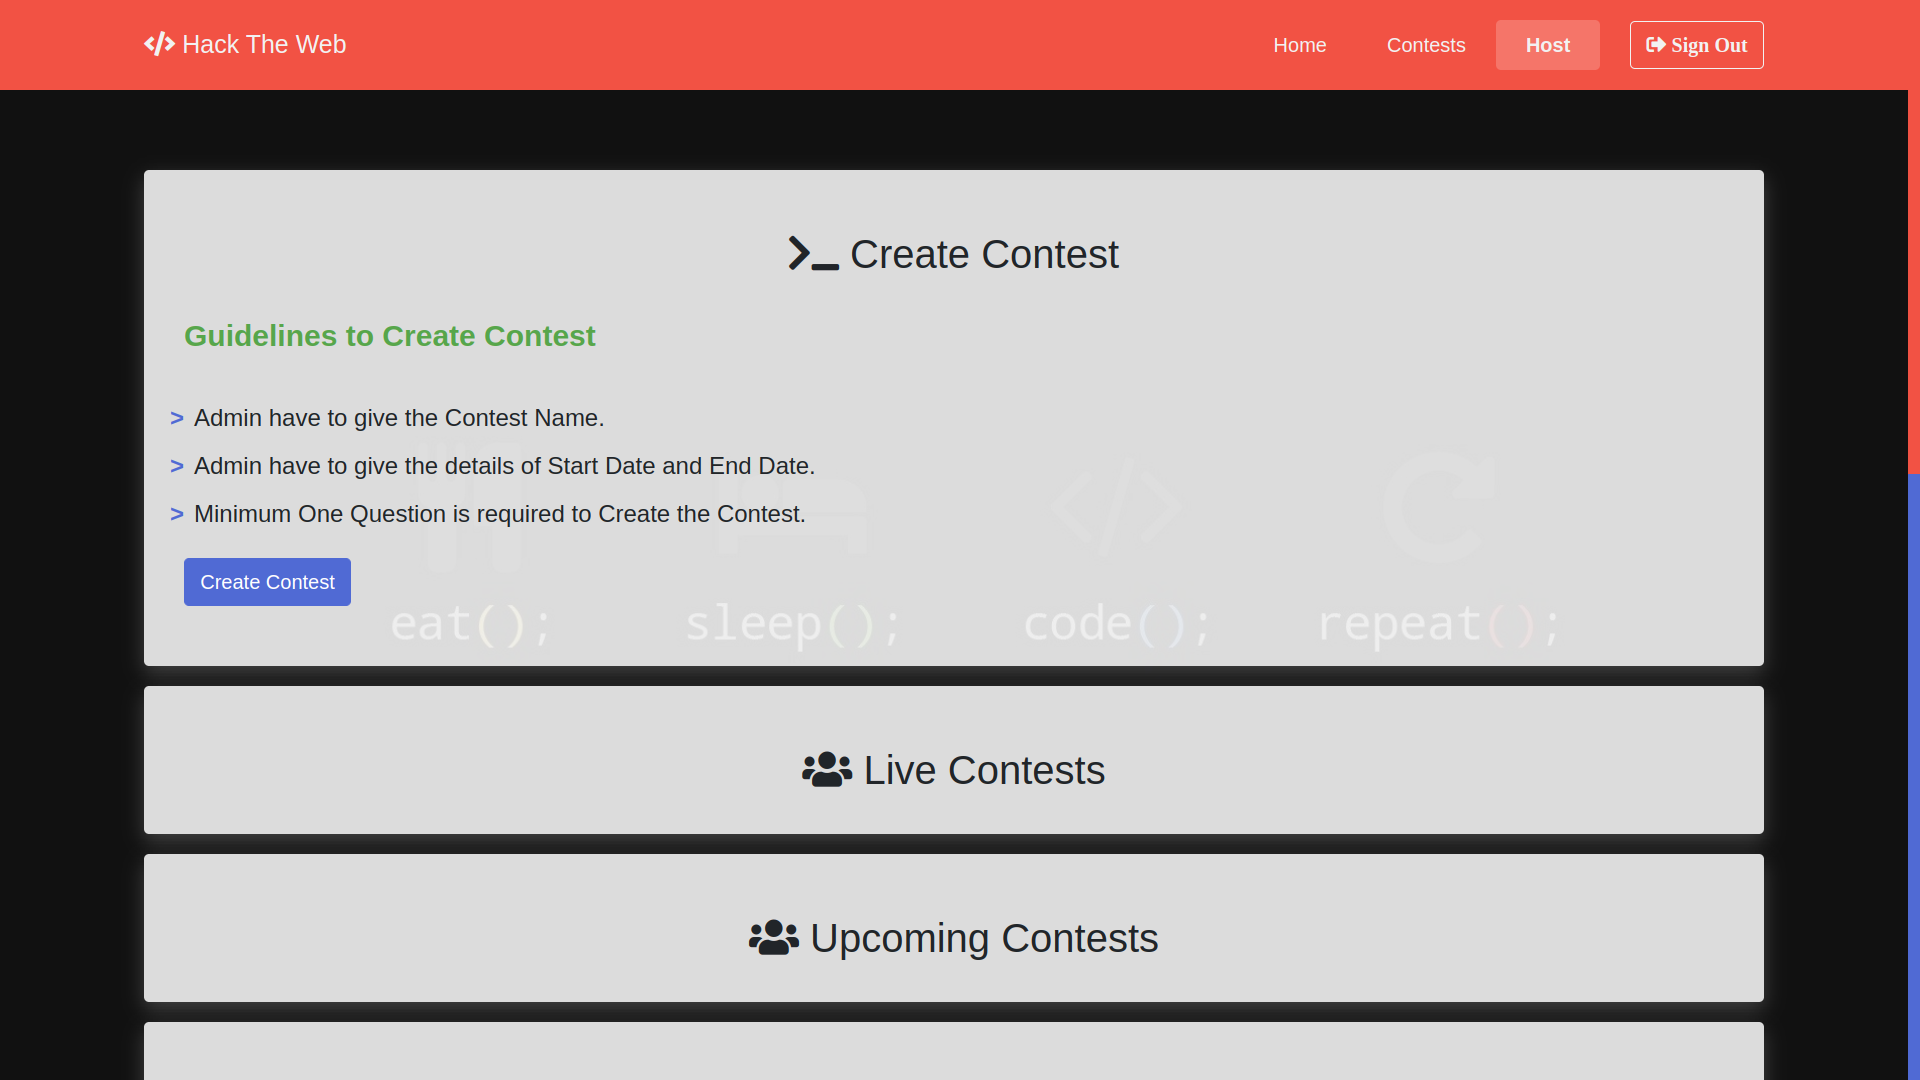 Hack The Web
Home
Contests
Host
Sign Out
Create Contest
Guidelines to Create Contest
> Admin have to give the Contest Name.
> Admin have to give the details of Start Date and End Date.
> Minimum One Question is required to Create the Contest.
Create Contest
eat(); sleep(); code(); repeat();
Live Contests
Upcoming Contests